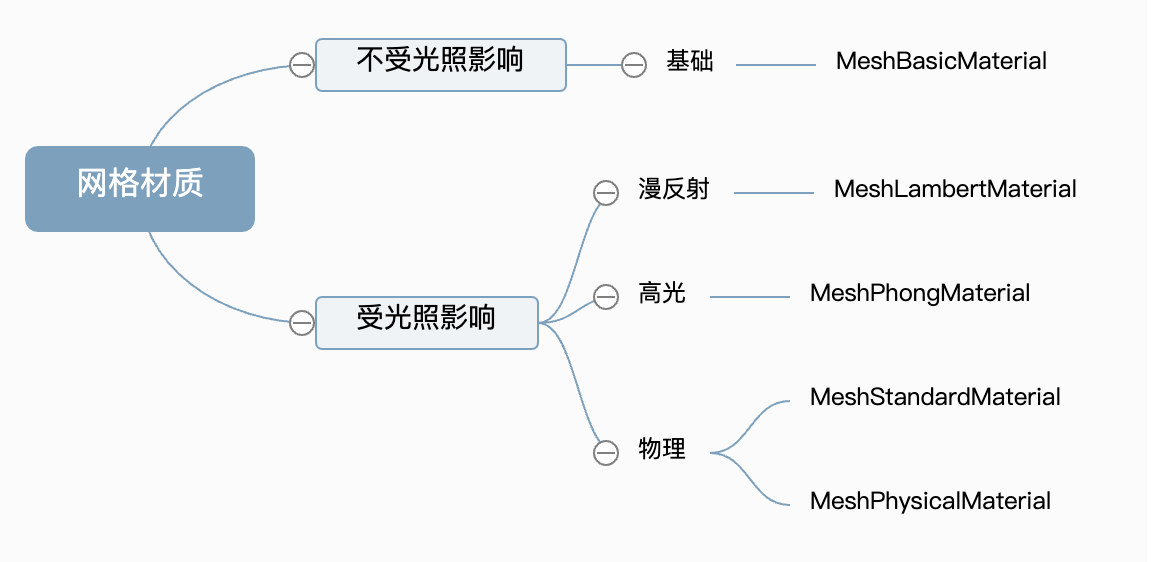 网格材质
不受光照影响
基础
MeshBasicMaterial
受光照影响
漫反射
MeshLambertMaterial
高光
MeshPhongMaterial
物理
MeshStandardMaterial
MeshPhysicalMaterial